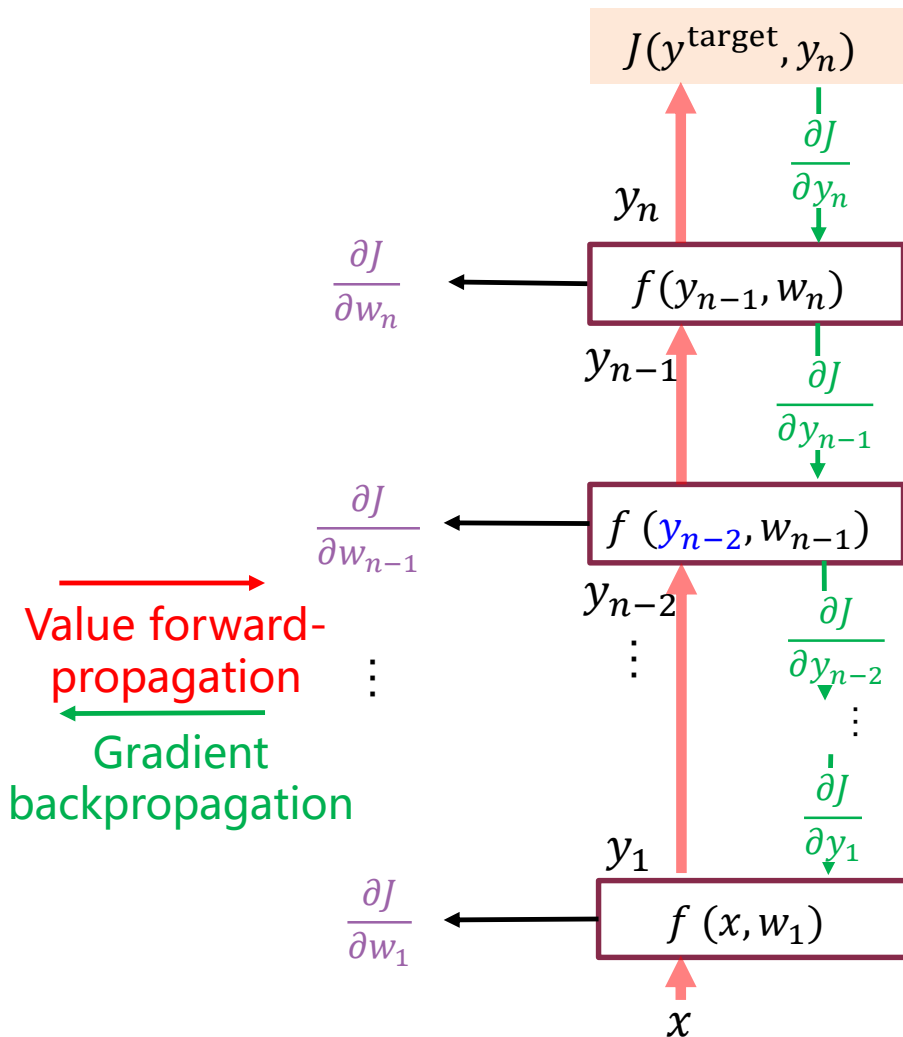 J(y^target, y_n)
∂J/∂y_n
y_n
∂J/∂w_n
f(y_{n−1}, w_n)
y_{n−1}
∂J/∂y_{n−1}
∂J/∂w_{n−1}
f (y_{n−2}, w_{n−1})
y_{n−2}
∂J/∂y_{n−2}
Value forward-
propagation
⋮
⋮
⋮
Gradient
backpropagation
∂J/∂y_1
y_1
∂J/∂w_1
f (x, w_1)
x